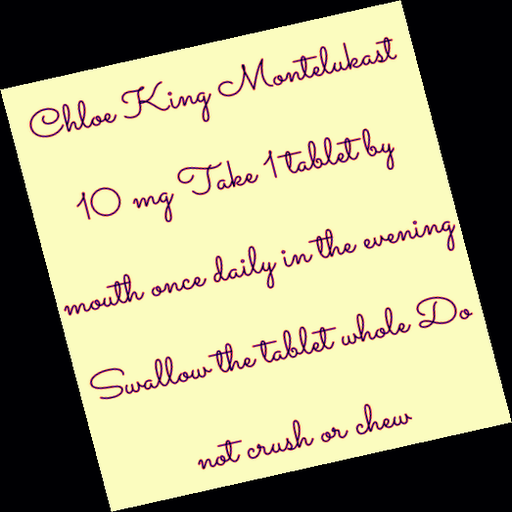 Chloe King Montelukast
10 mg Take 1 tablet by
mouth once daily in the evening
Swallow the tablet whole Do
not crush or chew